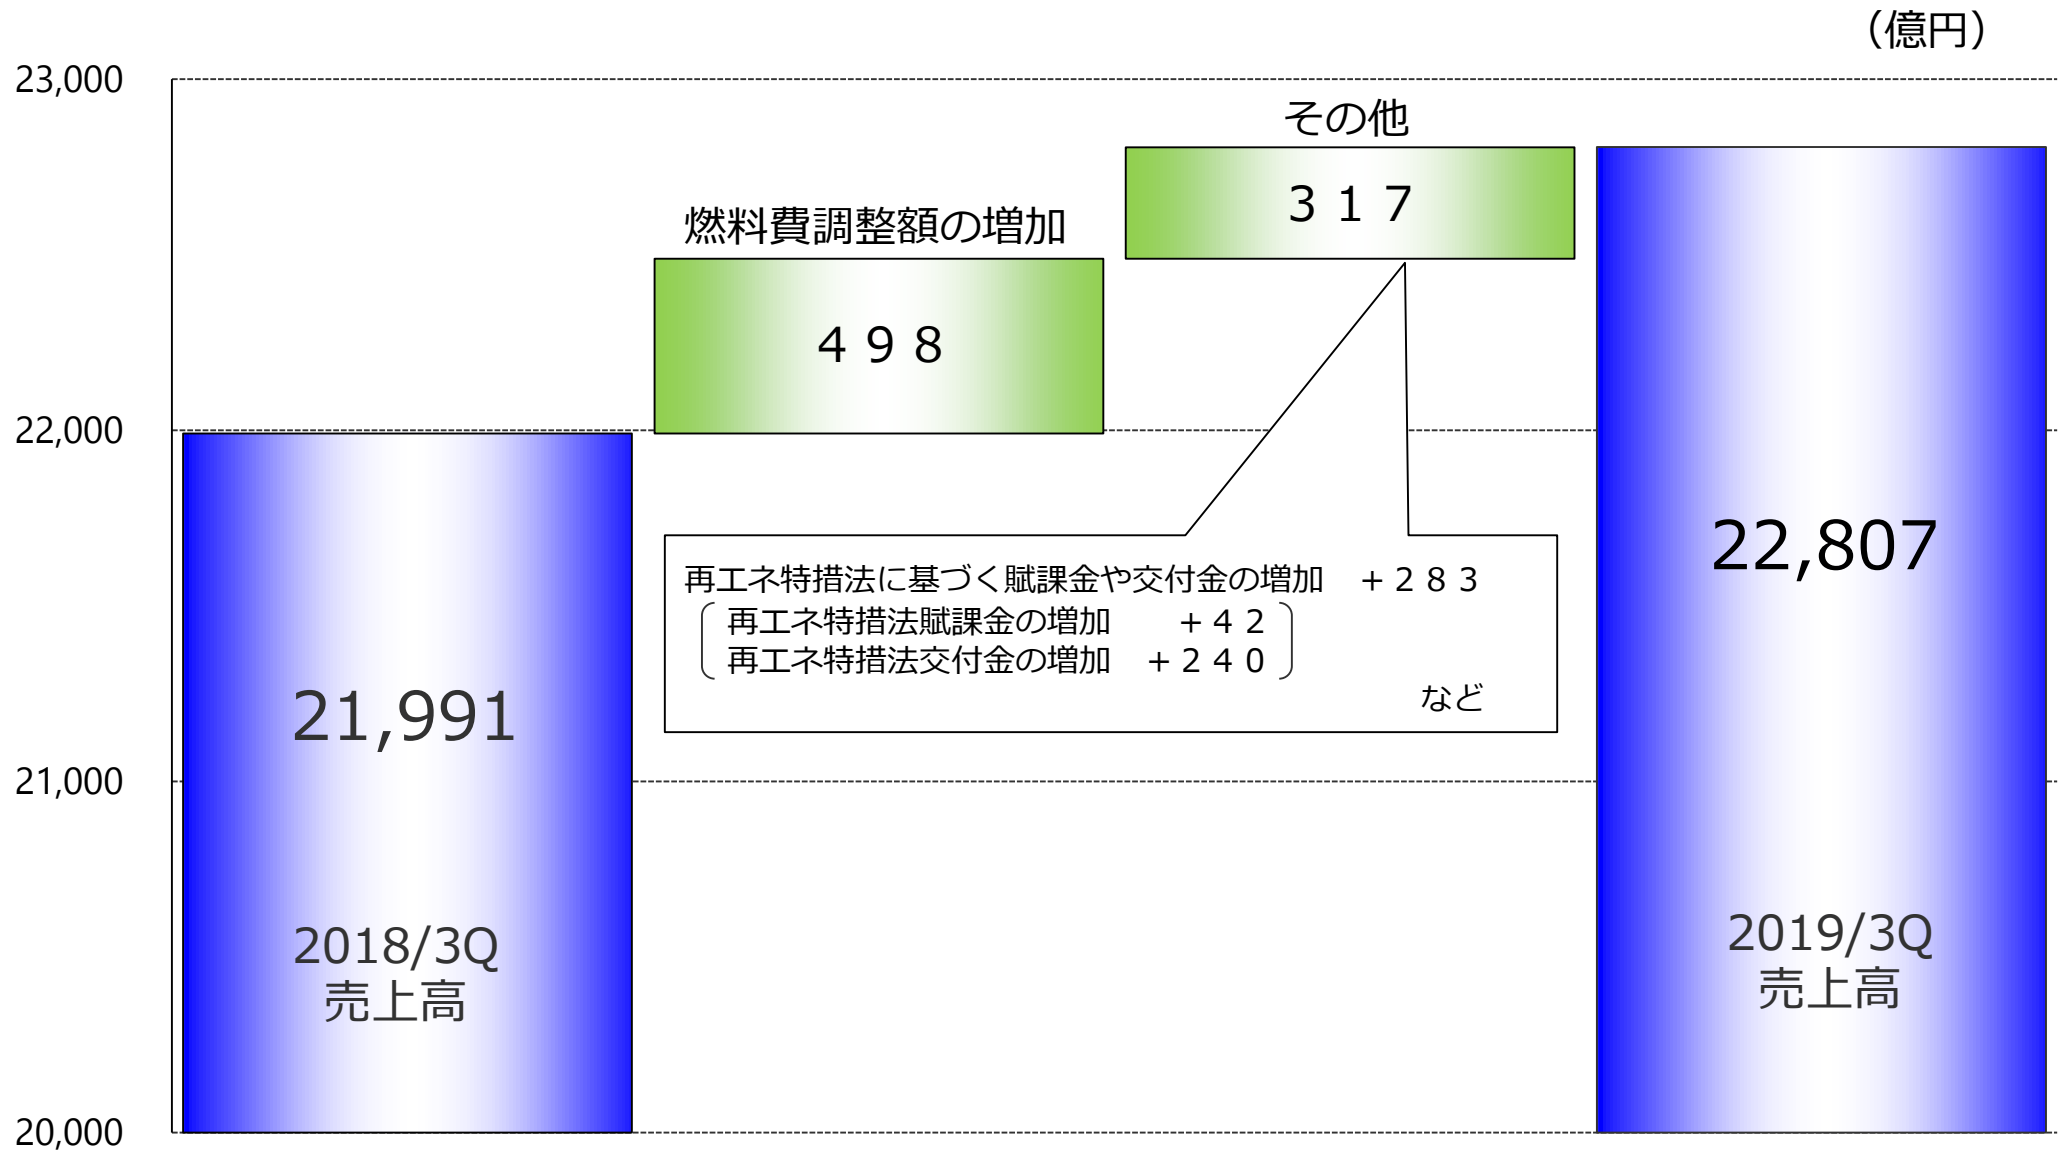 （億円）
23,000
その他
３１７
燃料費調整額の増加
４９８
22,000
22,807
再エネ特措法に基づく賦課金や交付金の増加　＋２８３
再エネ特措法賦課金の増加　　＋４２
再エネ特措法交付金の増加　＋２４０
など
21,991
21,000
2018/3Q
売上高
2019/3Q
売上高
20,000